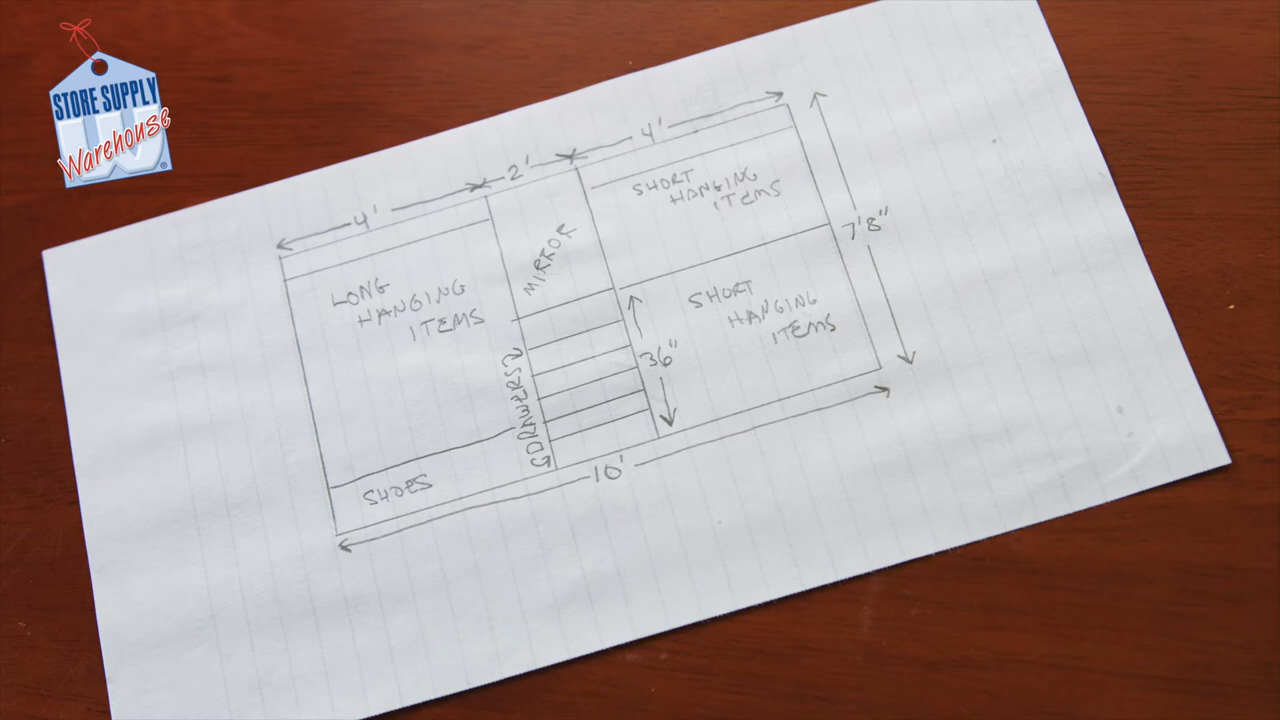 STORE SUPPLY
Warehouse
®
4'
2'
4'
LONG
HANGING
ITEMS
MIRROR
SHORT
HANGING
ITEMS
7'8"
SHORT
HANGING
ITEMS
36"
DRAWERS
SHOES
10'